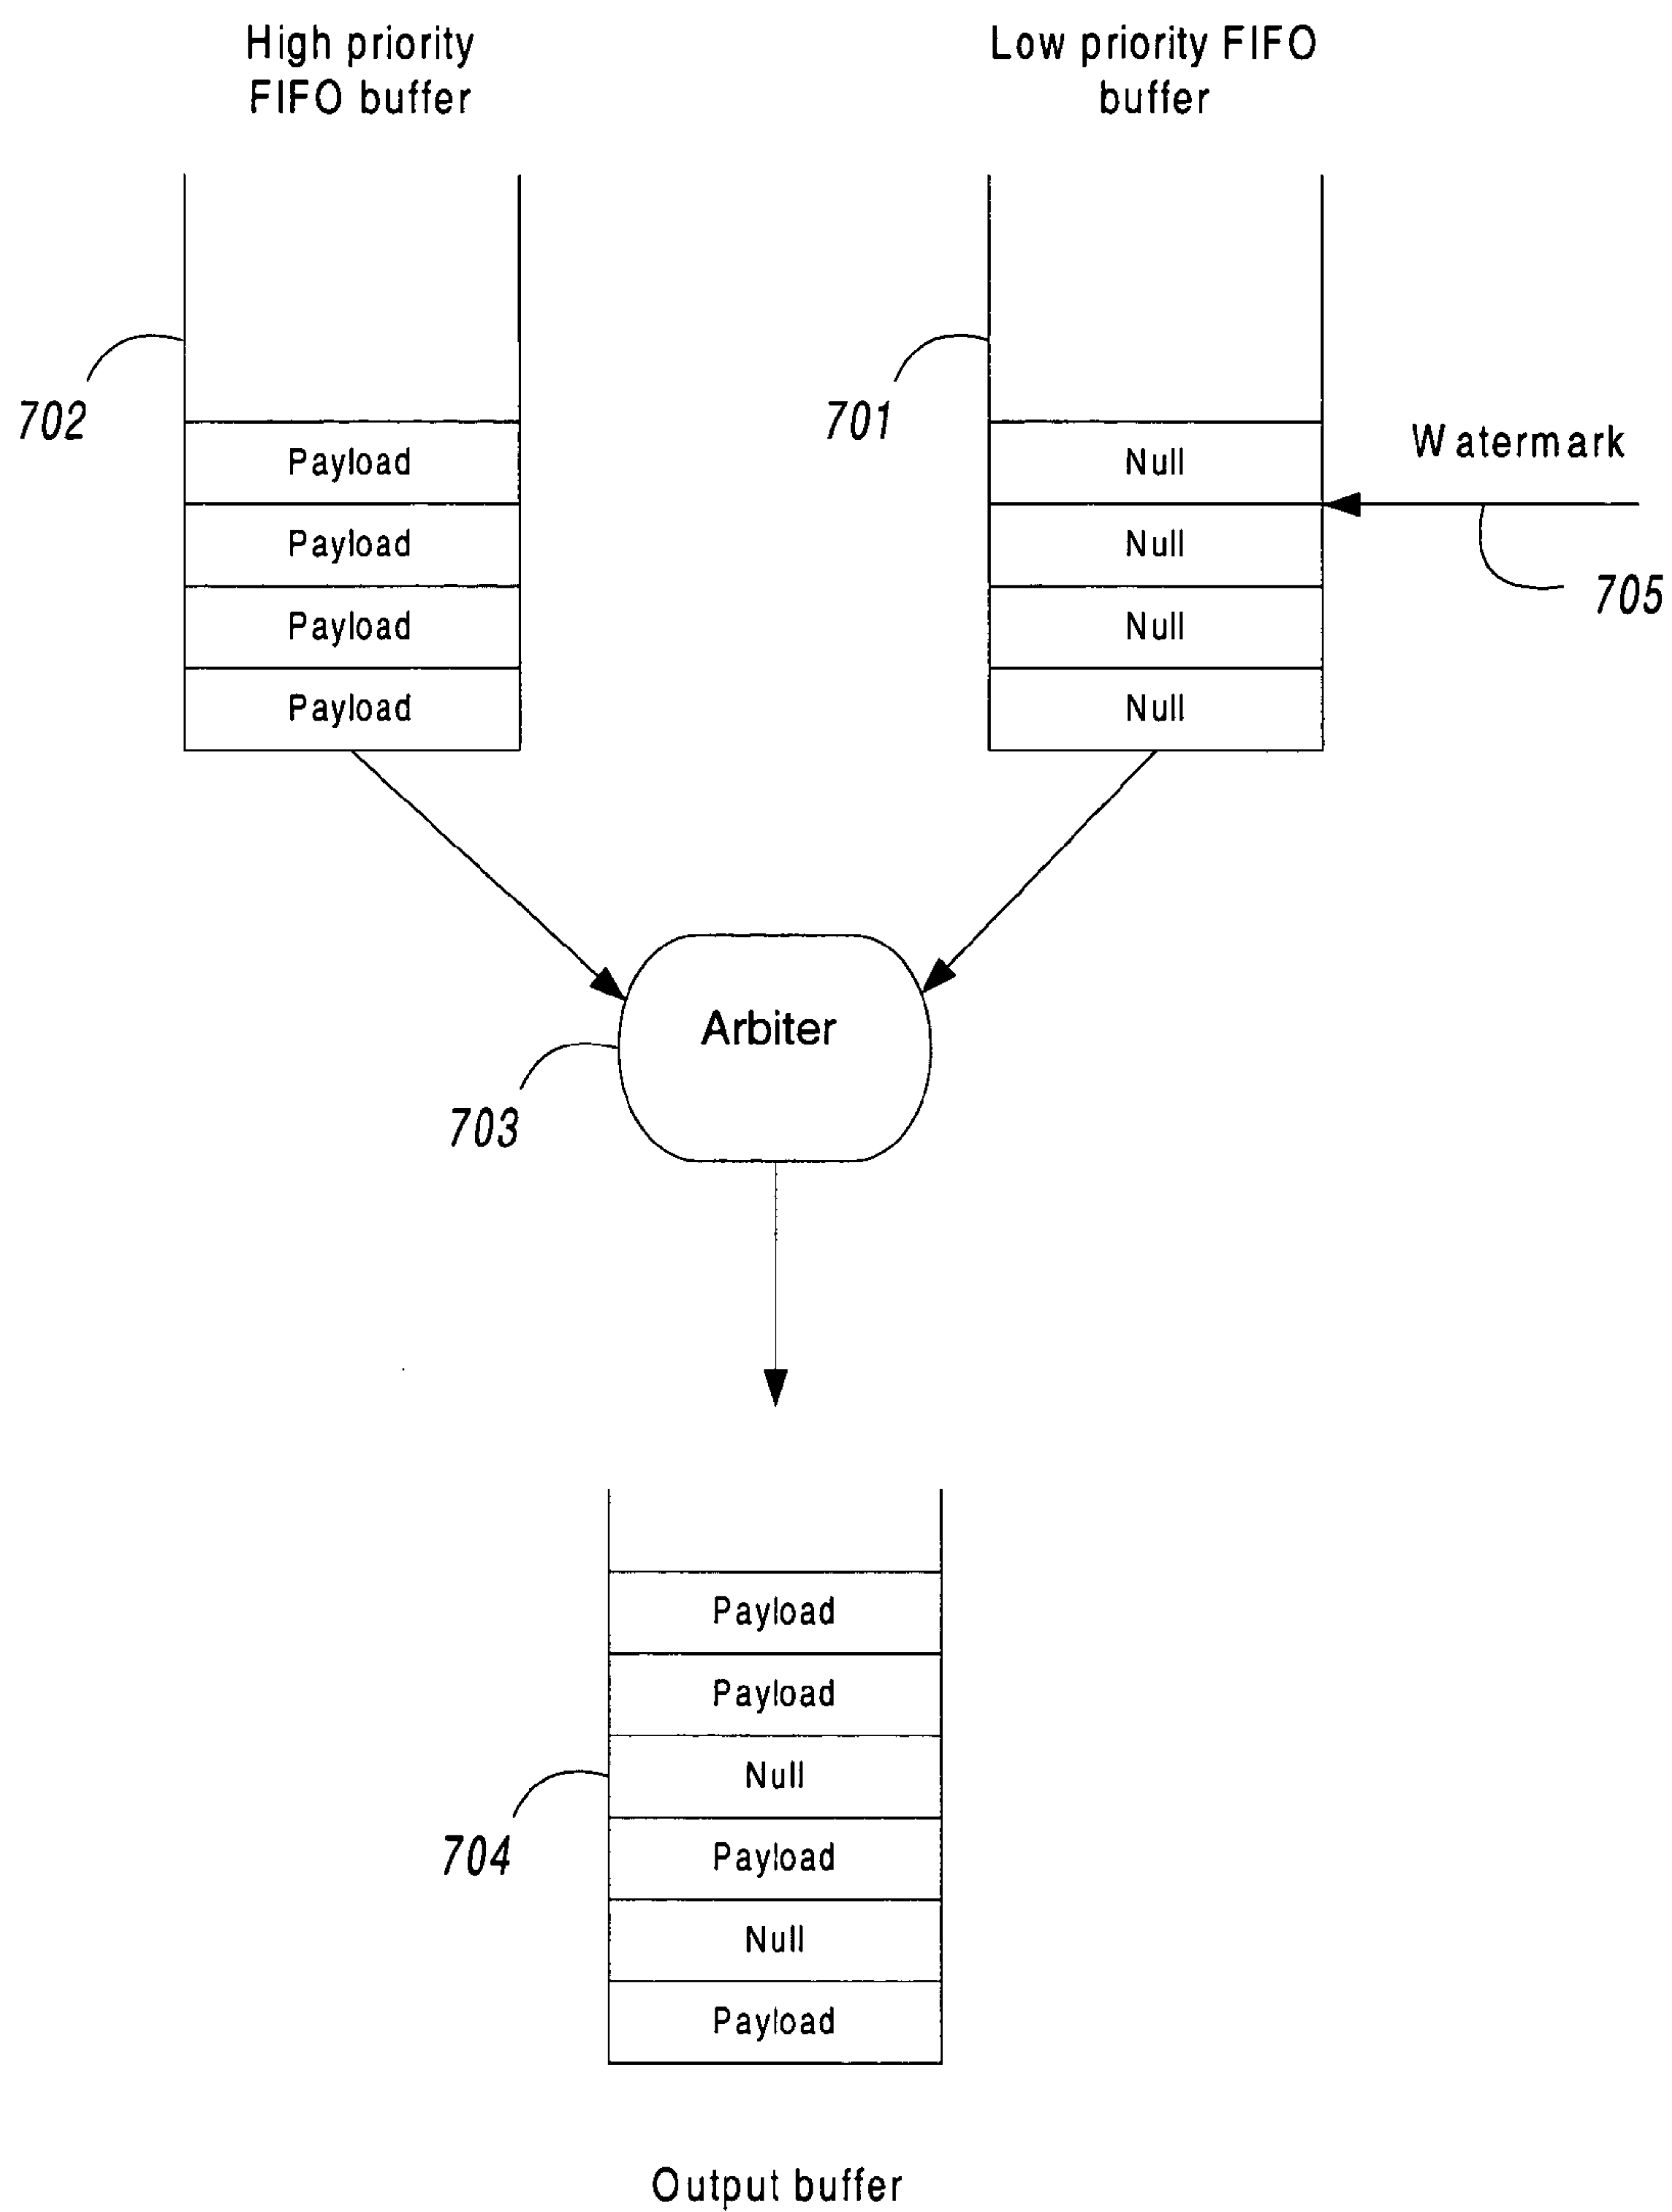 High priority
FIFO buffer
Low priority FIFO
buffer
702
701
Watermark
705
Payload
Payload
Payload
Payload
Null
Null
Null
Null
Arbiter
703
Payload
Payload
Null
Payload
Null
Payload
704
Output buffer